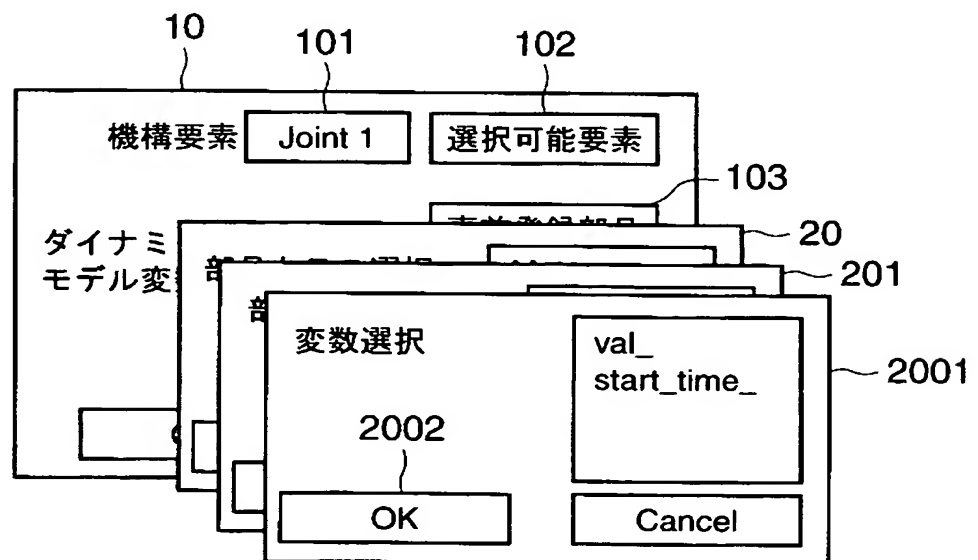 10
101
102
機構要素
Joint 1
選択可能要素
103
ダイナミ
モデル変
20
201
変数選択
val_
start_time_
2001
2002
OK
Cancel